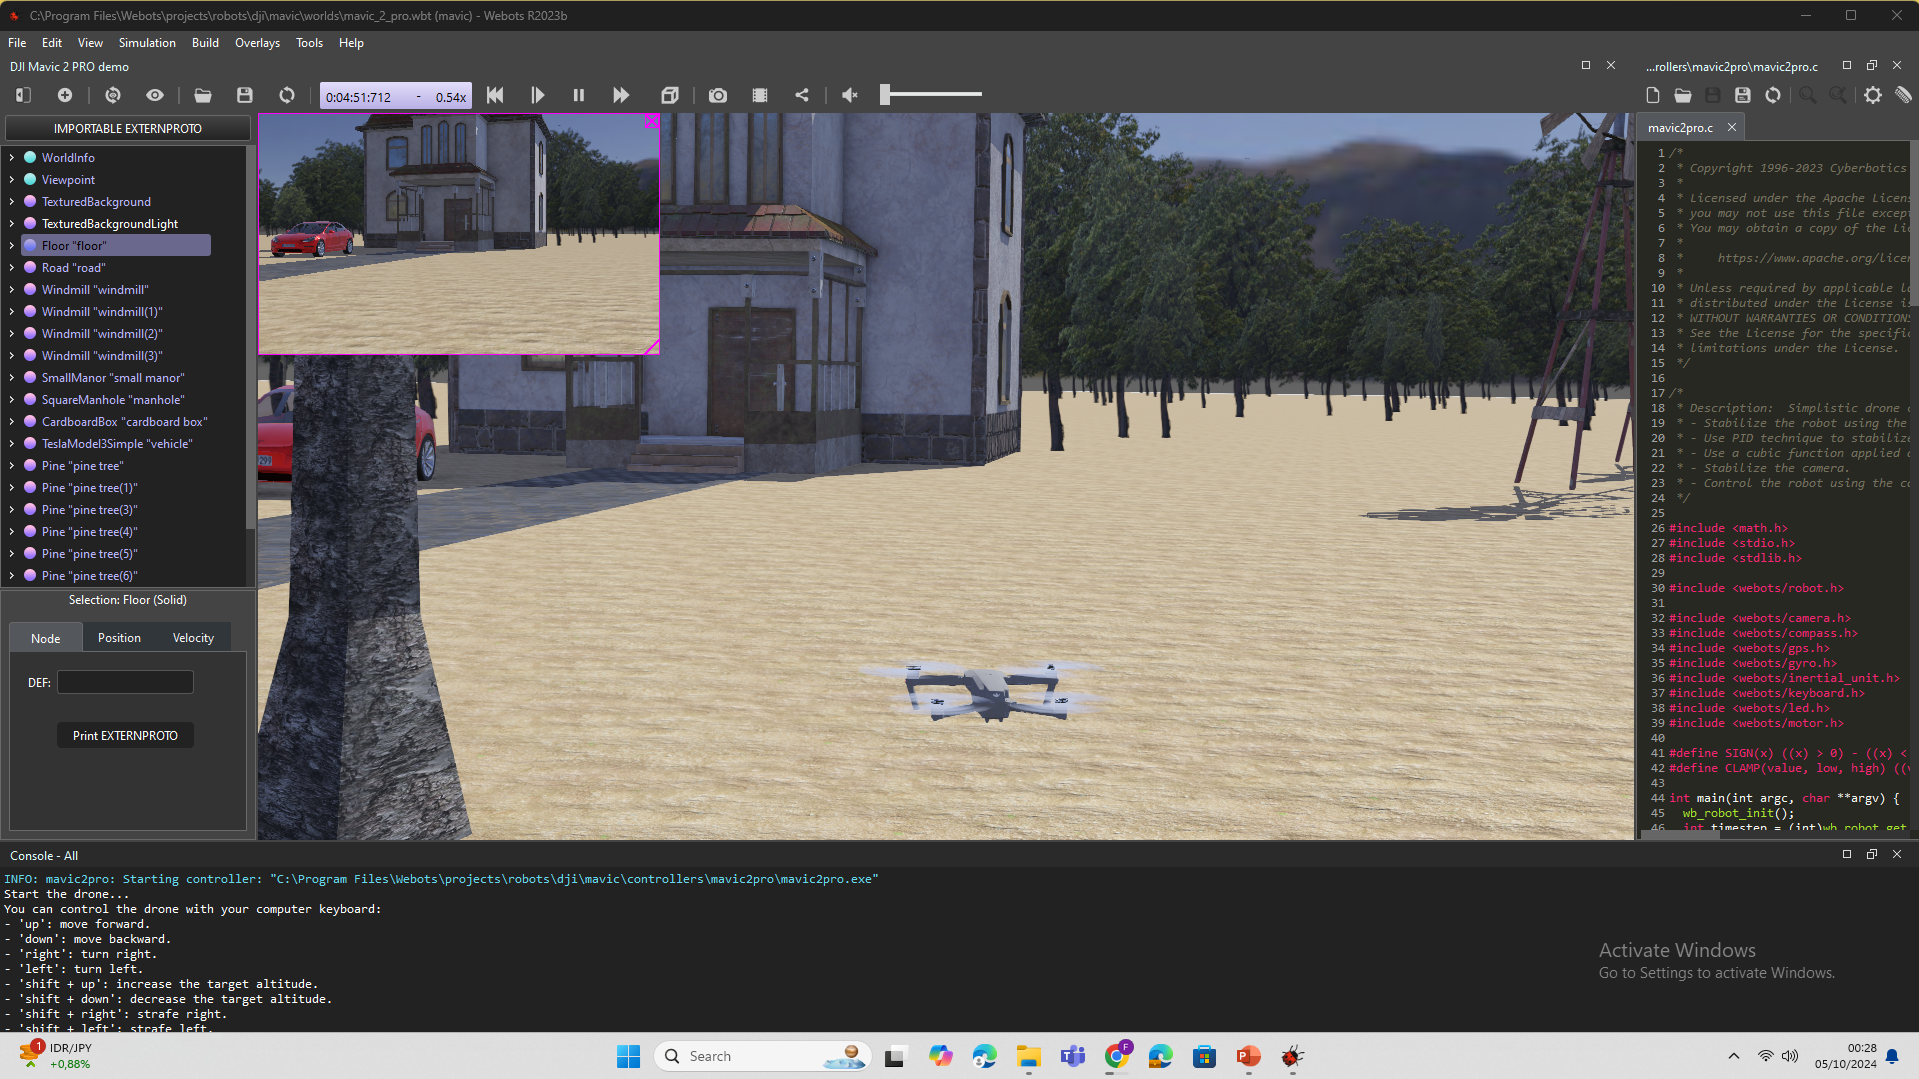 C:\Program Files\Webots\projects\robots\dji\mavic\worlds\mavic_2_pro.wbt (mavic) - Webots R2023b
File Edit View Simulation Build Overlays Tools Help
DJI Mavic 2 PRO demo
...rollers\mavic2pro\mavic2pro.c
0:04:51:712 - 0.54x
IMPORTABLE EXTERNPROTO
WorldInfo
Viewpoint
TexturedBackground
TexturedBackgroundLight
Floor "floor"
Road "road"
Windmill "windmill"
Windmill "windmill(1)"
Windmill "windmill(2)"
Windmill "windmill(3)"
SmallManor "small manor"
SquareManhole "manhole"
CardboardBox "cardboard box"
TeslaModel3Simple "vehicle"
Pine "pine tree"
Pine "pine tree(1)"
Pine "pine tree(3)"
Pine "pine tree(4)"
Pine "pine tree(5)"
Pine "pine tree(6)"
Selection: Floor (Solid)
Node Position Velocity
DEF:
Print EXTERNPROTO
299
mavic2pro.c
1 /*
2 * Copyright 1996-2023 Cyberbotics
3 *
4 * Licensed under the Apache Licens
5 * you may not use this file except
6 * You may obtain a copy of the Lic
7 *
8 * https://www.apache.org/licen
9 *
10 * Unless required by applicable la
11 * distributed under the License is
12 * WITHOUT WARRANTIES OR CONDITIONS
13 * See the License for the specific
14 * limitations under the License.
15 */
16
17 /*
18 * Description: Simplistic drone c
19 * - Stabilize the robot using the
20 * - Use PID technique to stabilize
21 * - Use a cubic function applied o
22 * - Stabilize the camera.
23 * - Control the robot using the co
24 */
25
26 #include <math.h>
27 #include <stdio.h>
28 #include <stdlib.h>
29
30 #include <webots/robot.h>
31
32 #include <webots/camera.h>
33 #include <webots/compass.h>
34 #include <webots/gps.h>
35 #include <webots/gyro.h>
36 #include <webots/inertial_unit.h>
37 #include <webots/keyboard.h>
38 #include <webots/led.h>
39 #include <webots/motor.h>
40
41 #define SIGN(x) ((x) > 0) - ((x) <
42 #define CLAMP(value, low, high) ((v
43
44 int main(int argc, char **argv) {
45 wb_robot_init();
46 int timestep = (int)wb_robot_get
Console - All
INFO: mavic2pro: Starting controller: "C:\Program Files\Webots\projects\robots\dji\mavic\controllers\mavic2pro\mavic2pro.exe"
Start the drone...
You can control the drone with your computer keyboard:
- 'up': move forward.
- 'down': move backward.
- 'right': turn right.
- 'left': turn left.
- 'shift + up': increase the target altitude.
- 'shift + down': decrease the target altitude.
- 'shift + right': strafe right.
- 'shift + left': strafe left.
Activate Windows
Go to Settings to activate Windows.
1
IDR/JPY
+0,88%
Search
F
00:28
05/10/2024